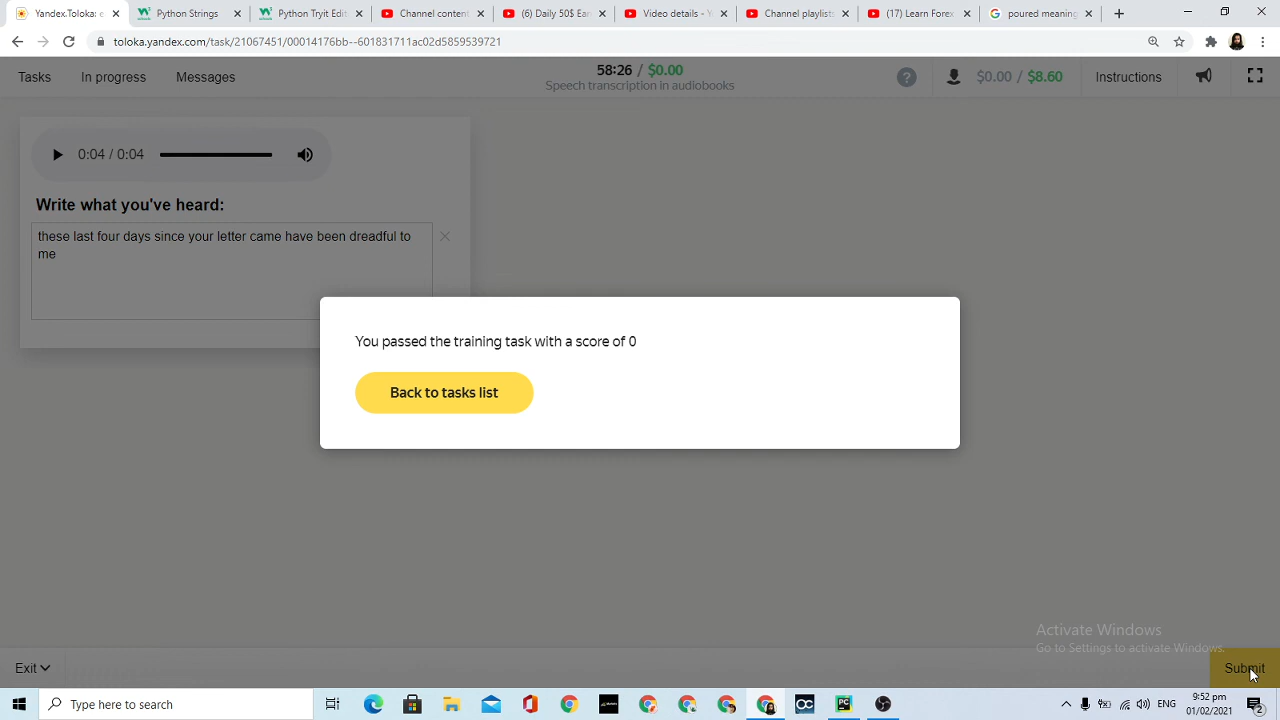 Yandex.Toloka e
Python Strings
Python Try it Edit
Channel content
(6) Daily 50$ Ear
Video details - Y
Channel playlists
(17) Learn Forex
poured meaning
toloka.yandex.com/task/21067451/00014176bb--601831711ac02d5859539721
Tasks In progress Messages
58:26 / $0.00
Speech transcription in audiobooks
$0.00 / $8.60 Instructions
0:04 / 0:04
Write what you've heard:
these last four days since your letter came have been dreadful to
me
You passed the training task with a score of 0
Back to tasks list
Activate Windows
Go to Settings to activate Windows.
Exit
Submit
Type here to search
ENG
9:52 pm
01/02/2021
2